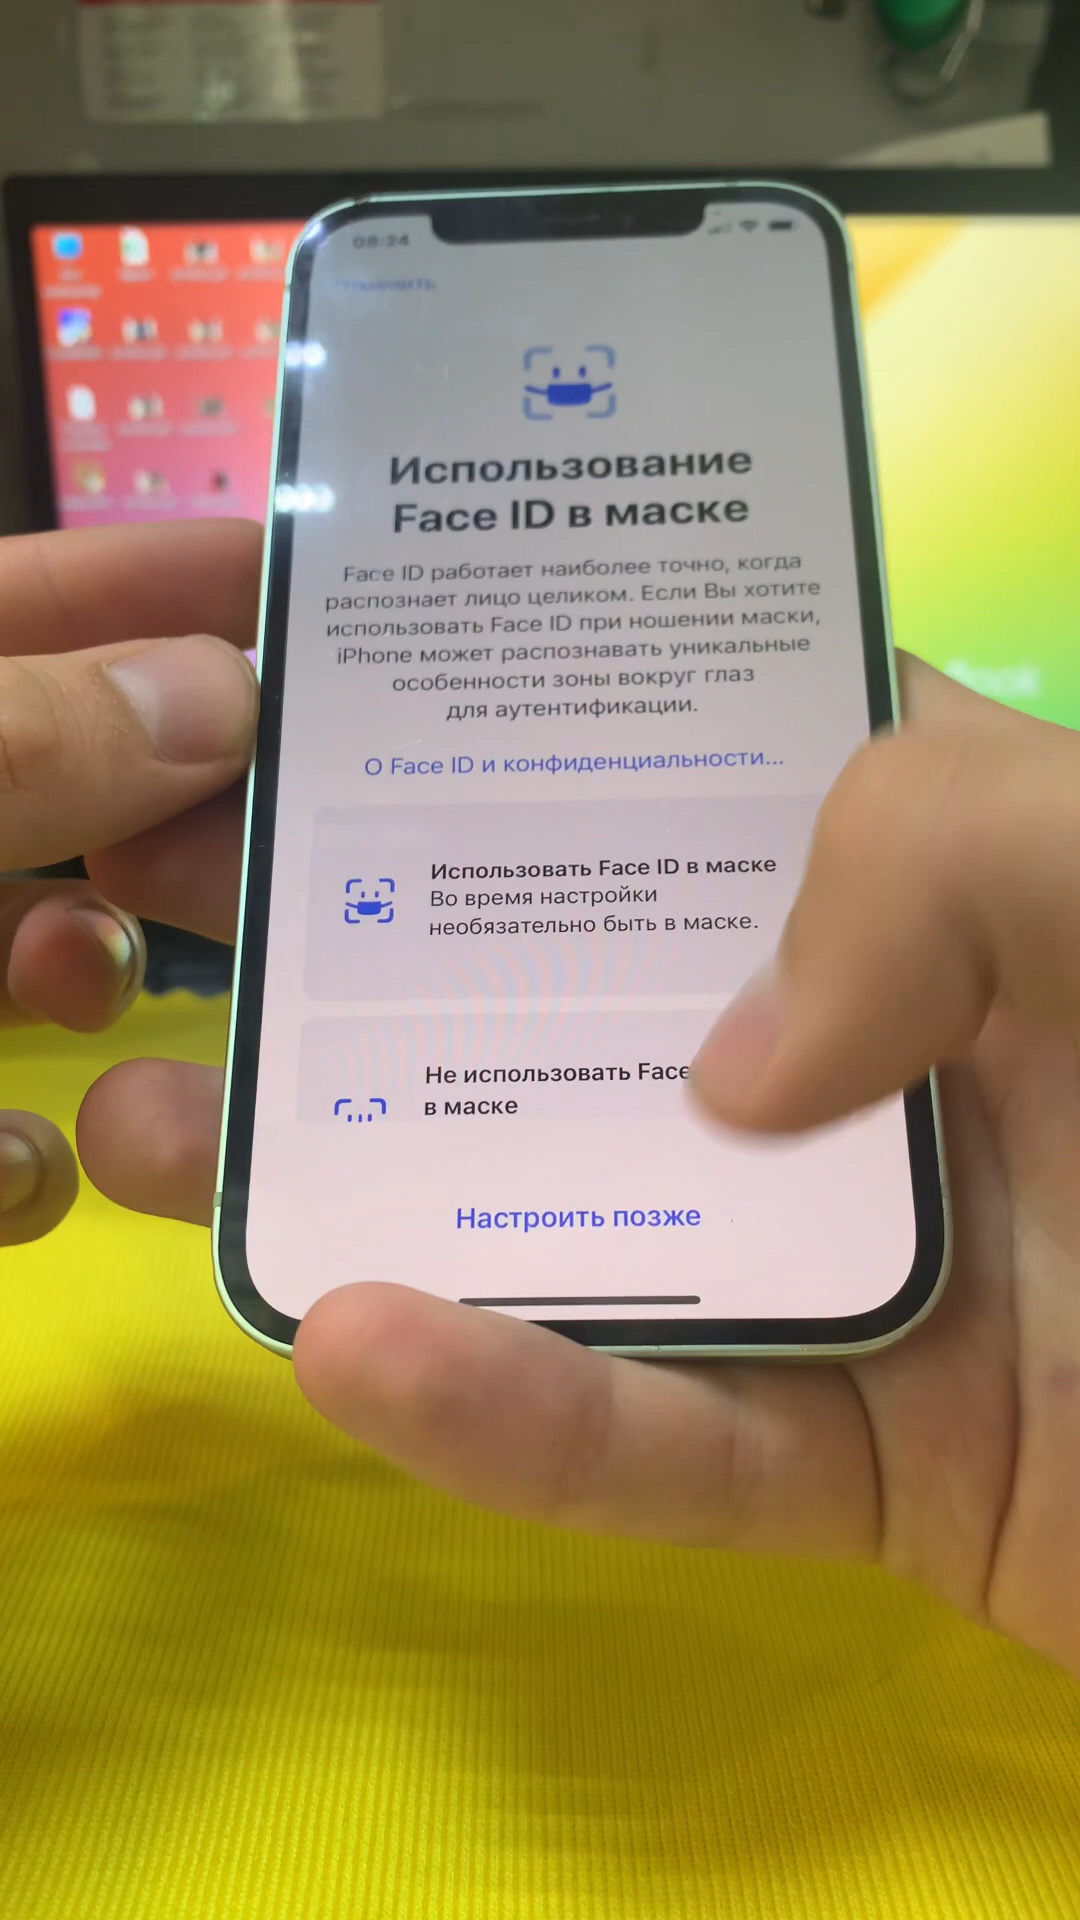 08:24
Использование
Face ID в маске
Face ID работает наиболее точно, когда
распознает лицо целиком. Если Вы хотите
использовать Face ID при ношении маски,
iPhone может распознавать уникальные
особенности зоны вокруг глаз
для аутентификации.
О Face ID и конфиденциальности...
Использовать Face ID в маске
Во время настройки
необязательно быть в маске.
Не использовать Face
в маске
Настроить позже